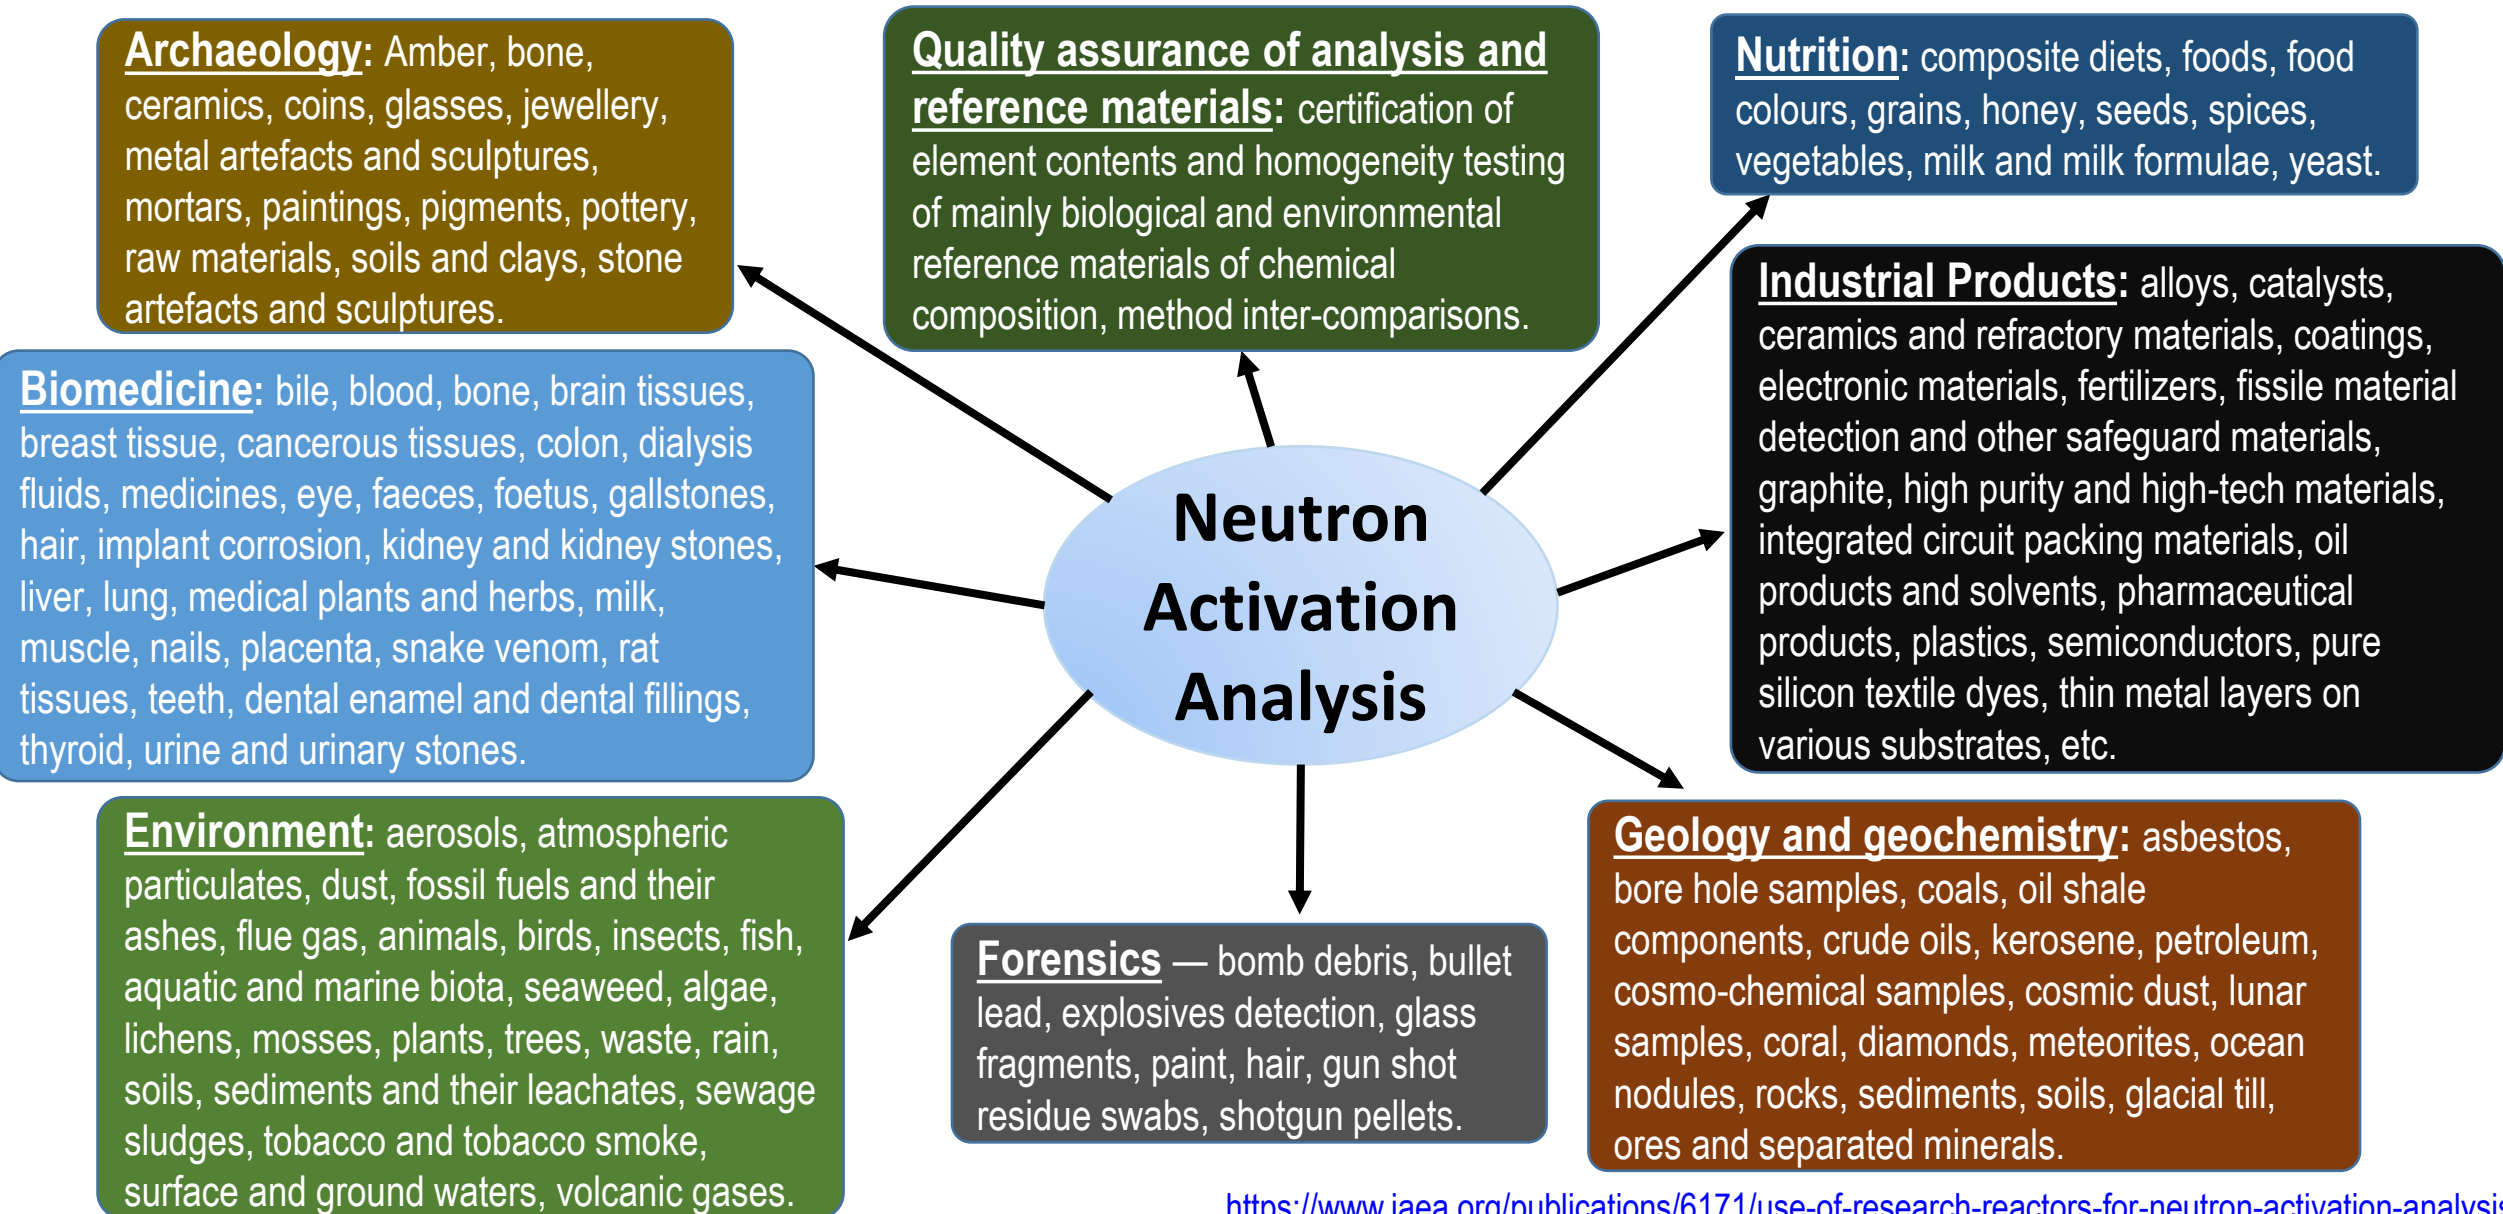 Archaeology: Amber, bone,
ceramics, coins, glasses, jewellery,
metal artefacts and sculptures,
mortars, paintings, pigments, pottery,
raw materials, soils and clays, stone
artefacts and sculptures.
Quality assurance of analysis and
reference materials: certification of
element contents and homogeneity testing
of mainly biological and environmental
reference materials of chemical
composition, method inter-comparisons.
Nutrition: composite diets, foods, food
colours, grains, honey, seeds, spices,
vegetables, milk and milk formulae, yeast.
Biomedicine: bile, blood, bone, brain tissues,
breast tissue, cancerous tissues, colon, dialysis
fluids, medicines, eye, faeces, foetus, gallstones,
hair, implant corrosion, kidney and kidney stones,
liver, lung, medical plants and herbs, milk,
muscle, nails, placenta, snake venom, rat
tissues, teeth, dental enamel and dental fillings,
thyroid, urine and urinary stones.
Neutron
Activation
Analysis
Industrial Products: alloys, catalysts,
ceramics and refractory materials, coatings,
electronic materials, fertilizers, fissile material
detection and other safeguard materials,
graphite, high purity and high-tech materials,
integrated circuit packing materials, oil
products and solvents, pharmaceutical
products, plastics, semiconductors, pure
silicon textile dyes, thin metal layers on
various substrates, etc.
Environment: aerosols, atmospheric
particulates, dust, fossil fuels and their
ashes, flue gas, animals, birds, insects, fish,
aquatic and marine biota, seaweed, algae,
lichens, mosses, plants, trees, waste, rain,
soils, sediments and their leachates, sewage
sludges, tobacco and tobacco smoke,
surface and ground waters, volcanic gases.
Forensics — bomb debris, bullet
lead, explosives detection, glass
fragments, paint, hair, gun shot
residue swabs, shotgun pellets.
Geology and geochemistry: asbestos,
bore hole samples, coals, oil shale
components, crude oils, kerosene, petroleum,
cosmo-chemical samples, cosmic dust, lunar
samples, coral, diamonds, meteorites, ocean
nodules, rocks, sediments, soils, glacial till,
ores and separated minerals.
https://www.iaea.org/publications/6171/use-of-research-reactors-for-neutron-activation-analysis